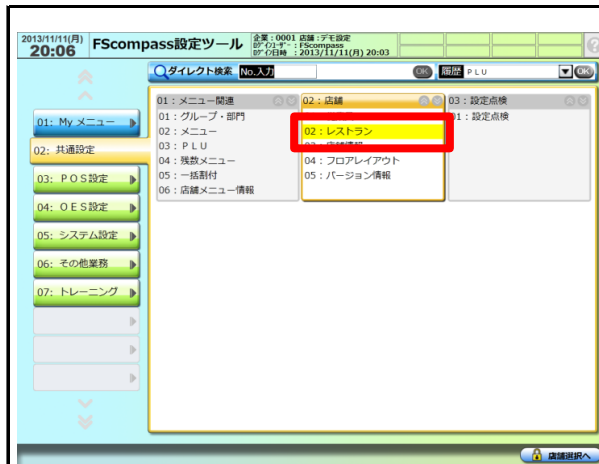 2013/11/11(月)
20:06
FScompass設定ツール
企業：0001 店舗：デモ設定
ﾛｸﾞｲﾝﾕｰｻﾞｰ：FScompass
ﾛｸﾞｲﾝ日時 ：2013/11/11(月) 20:03
ダイレクト検索 No.入力 OK 履歴 ＰＬＵ OK
01: My メニュー
02: 共通設定
03: ＰＯＳ設定
04: ＯＥＳ設定
05: システム設定
06: その他業務
07: トレーニング
01：メニュー関連
01：グループ・部門
02：メニュー
03：ＰＬＵ
04：残数メニュー
05：一括割付
06：店舗メニュー情報
02：店舗
02：レストラン
04：フロアレイアウト
05：バージョン情報
03：設定点検
01：設定点検
店舗選択へ